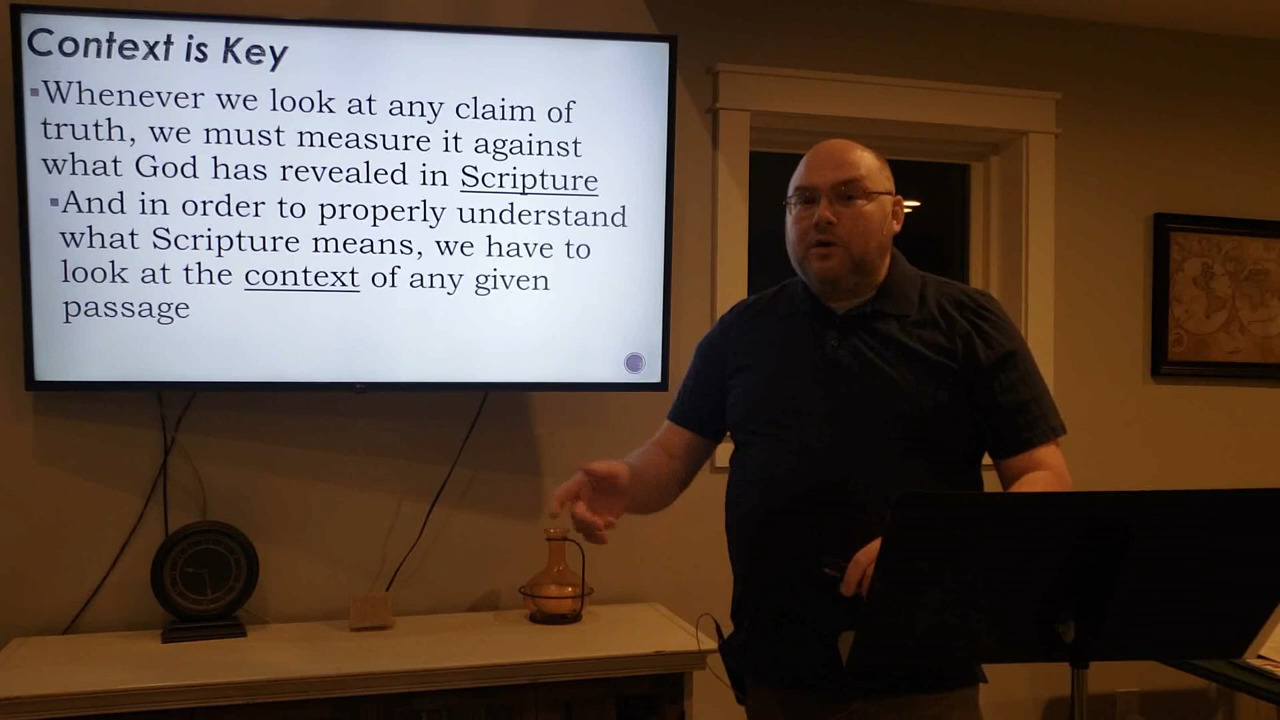 Context is Key
▪Whenever we look at any claim of
truth, we must measure it against
what God has revealed in Scripture
▪And in order to properly understand
what Scripture means, we have to
look at the context of any given
passage